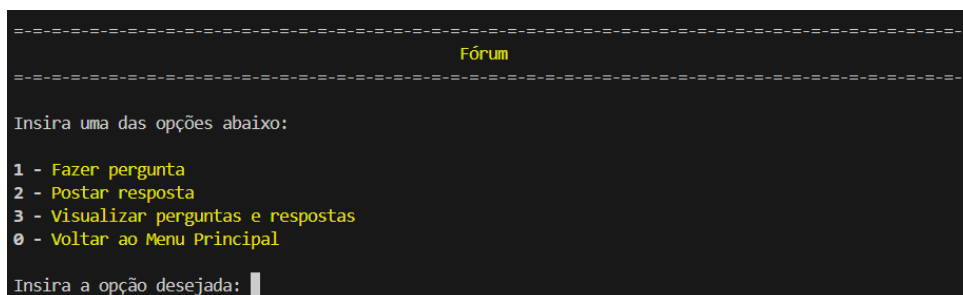 =-=-=-=-=-=-=-=-=-=-=-=-=-=-=-=-=-=-=-=-=-=-=-=-=-=-=-=-=-=-=-=-=-=-=-=-=-=-=-=-=-=-=-=-=-=-=-=-=-=-
Fórum
=-=-=-=-=-=-=-=-=-=-=-=-=-=-=-=-=-=-=-=-=-=-=-=-=-=-=-=-=-=-=-=-=-=-=-=-=-=-=-=-=-=-=-=-=-=-=-=-=-=-
Insira uma das opções abaixo:
1 - Fazer pergunta
2 - Postar resposta
3 - Visualizar perguntas e respostas
0 - Voltar ao Menu Principal
Insira a opção desejada: